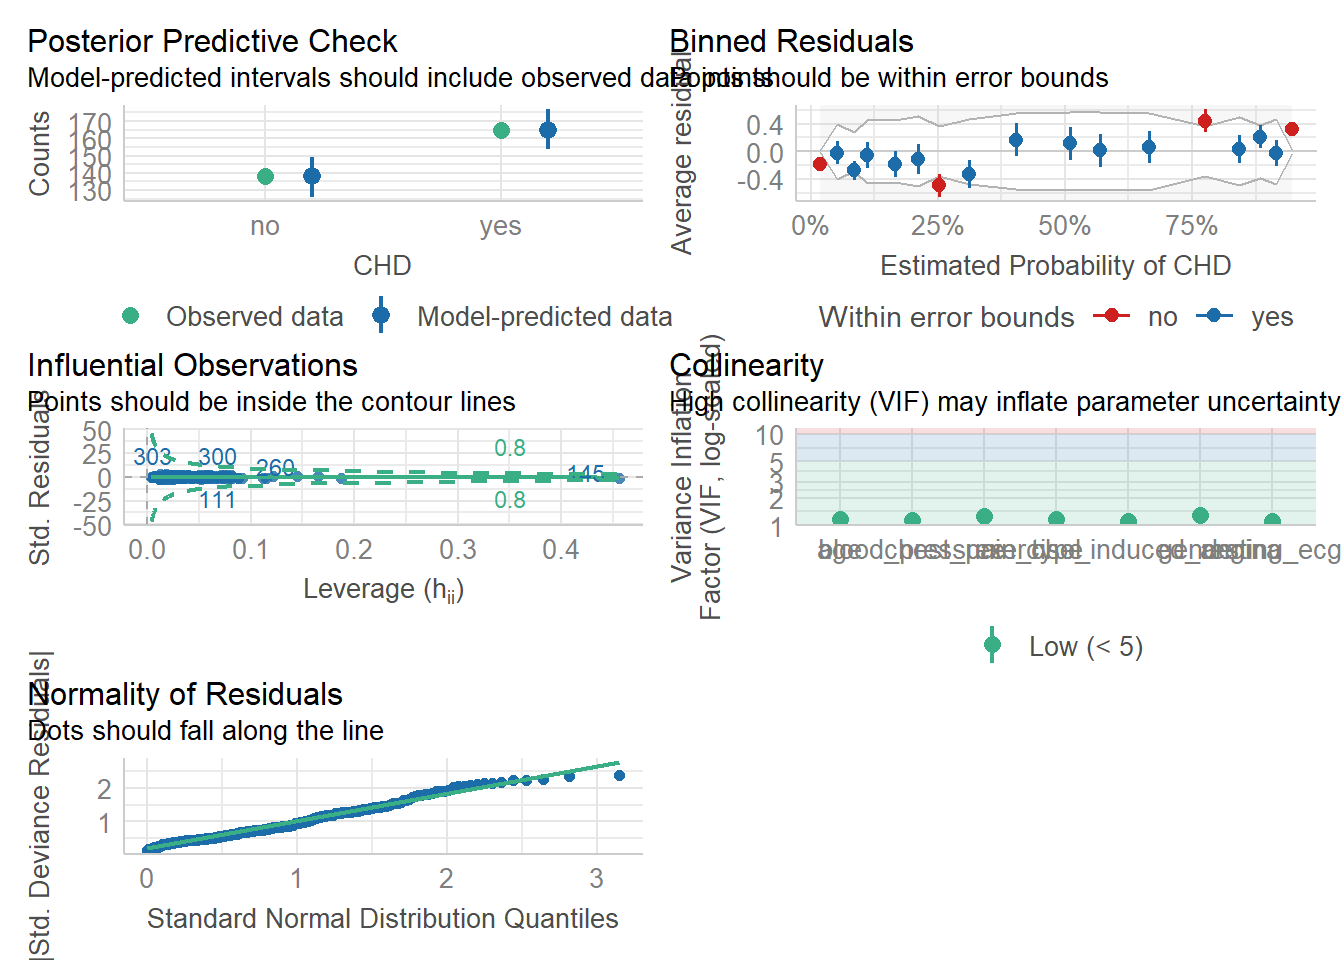 Posterior Predictive Check
Model-predicted intervals should include observed data points
Counts
170
160
150
140
130
no
yes
CHD
Observed data
Model-predicted data
Binned Residuals
Points should be within error bounds
Average residual
0.4
0.0
-0.4
0%
25%
50%
75%
Estimated Probability of CHD
Within error bounds
no
yes
Influential Observations
Points should be inside the contour lines
Std. Residuals
50
25
0
-25
-50
303
300
260
145
111
0.8
0.8
0.0
0.1
0.2
0.3
0.4
Leverage (hii)
Collinearity
High collinearity (VIF) may inflate parameter uncertainty
Variance Inflation
Factor (VIF, log-scaled)
10
5
3
2
1
age
blood_pressure
chest_pain_type
exercise_induced_angina
gender
resting_ecg
Low (< 5)
Normality of Residuals
Dots should fall along the line
|Std. Deviance Residuals|
2
1
0
1
2
3
Standard Normal Distribution Quantiles